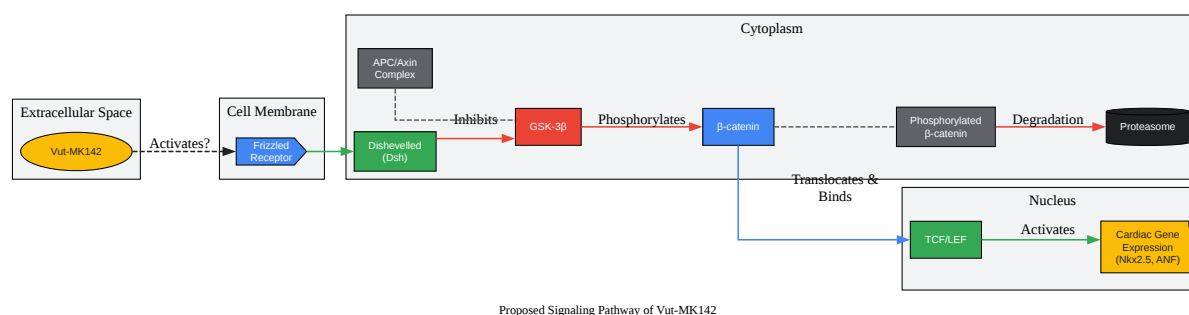 Cytoplasm
APC/Axin
Complex
Extracellular Space
Cell Membrane
Vut-MK142
Activates?
Frizzled
Receptor
Dishevelled
(Dsh)
Inhibits
GSK-3β
Phosphorylates
β-catenin
Phosphorylated
β-catenin
Degradation
Proteasome
Translocates &
Binds
Nucleus
TCF/LEF
Activates
Cardiac Gene
Expression
(Nkx2.5, ANF)
Proposed Signaling Pathway of Vut-MK142